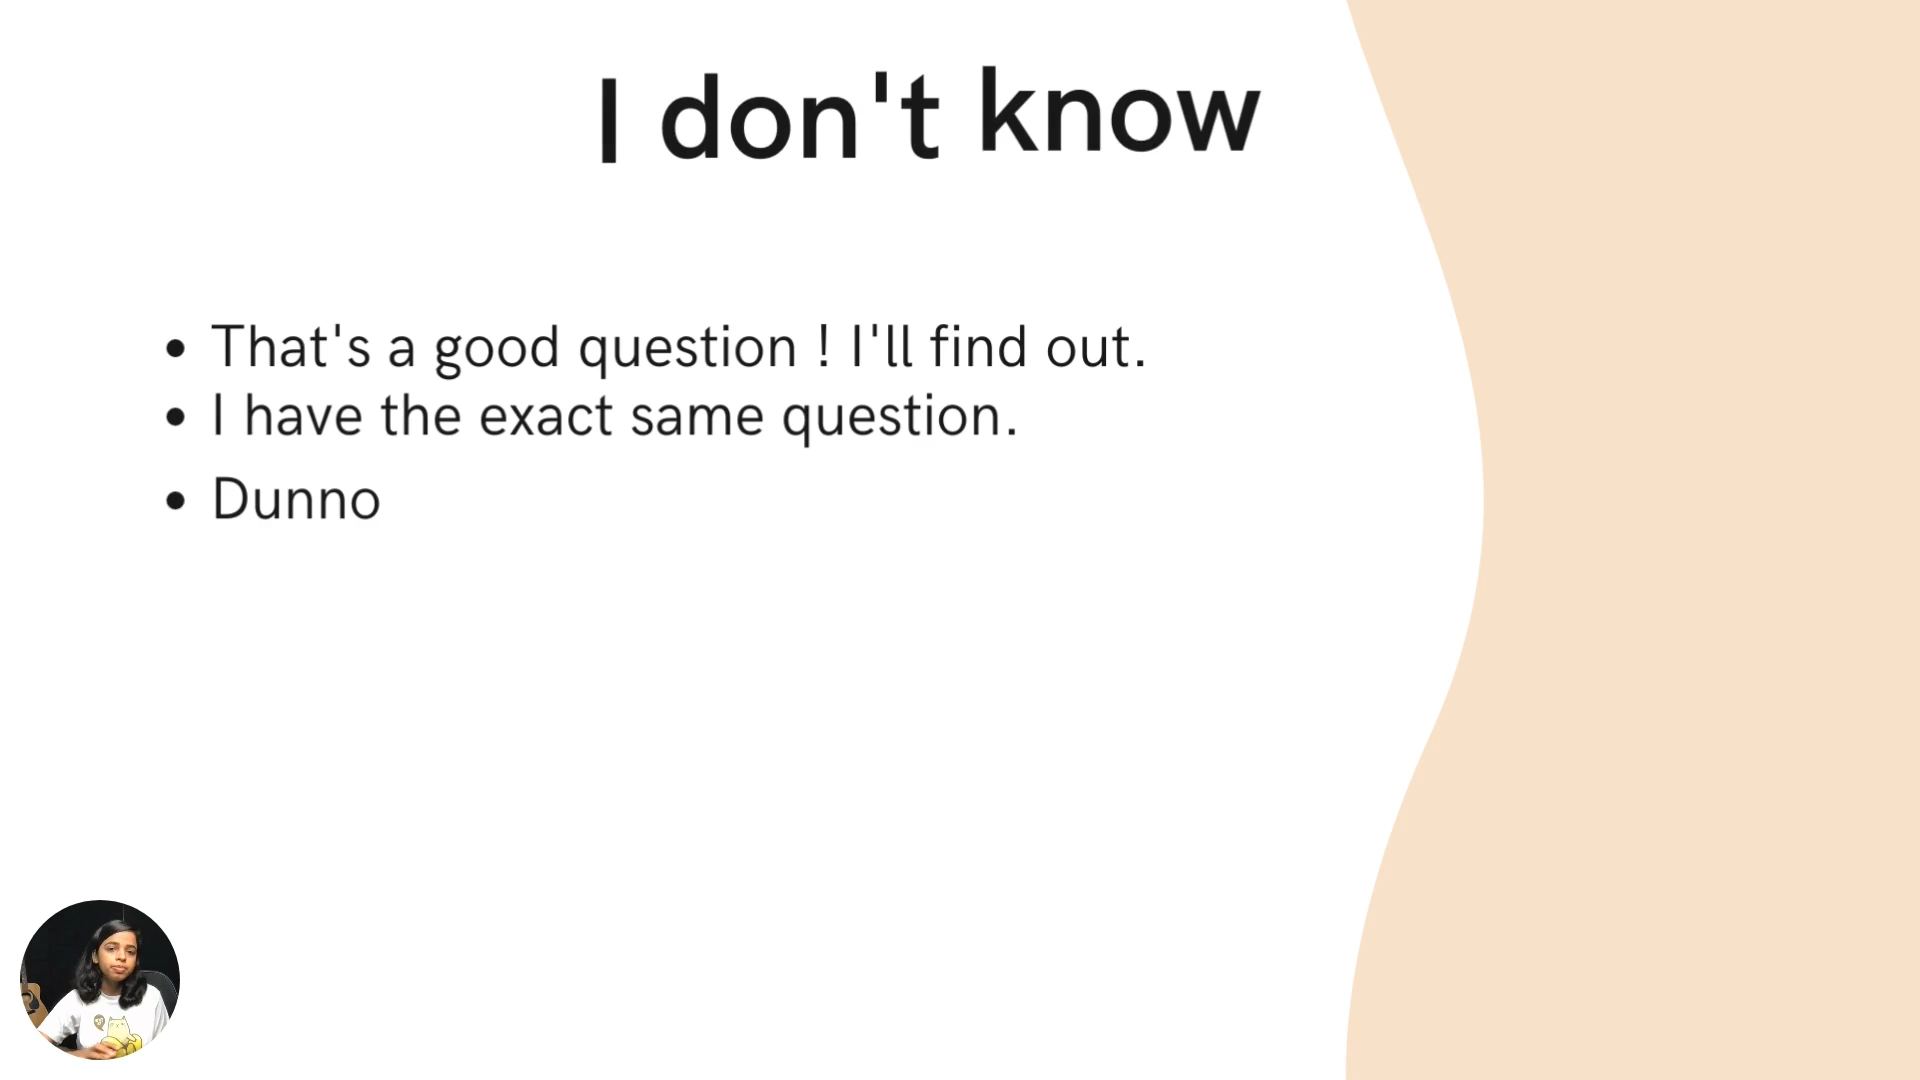 I don't know
• That's a good question ! I'll find out.
• I have the exact same question.
• Dunno